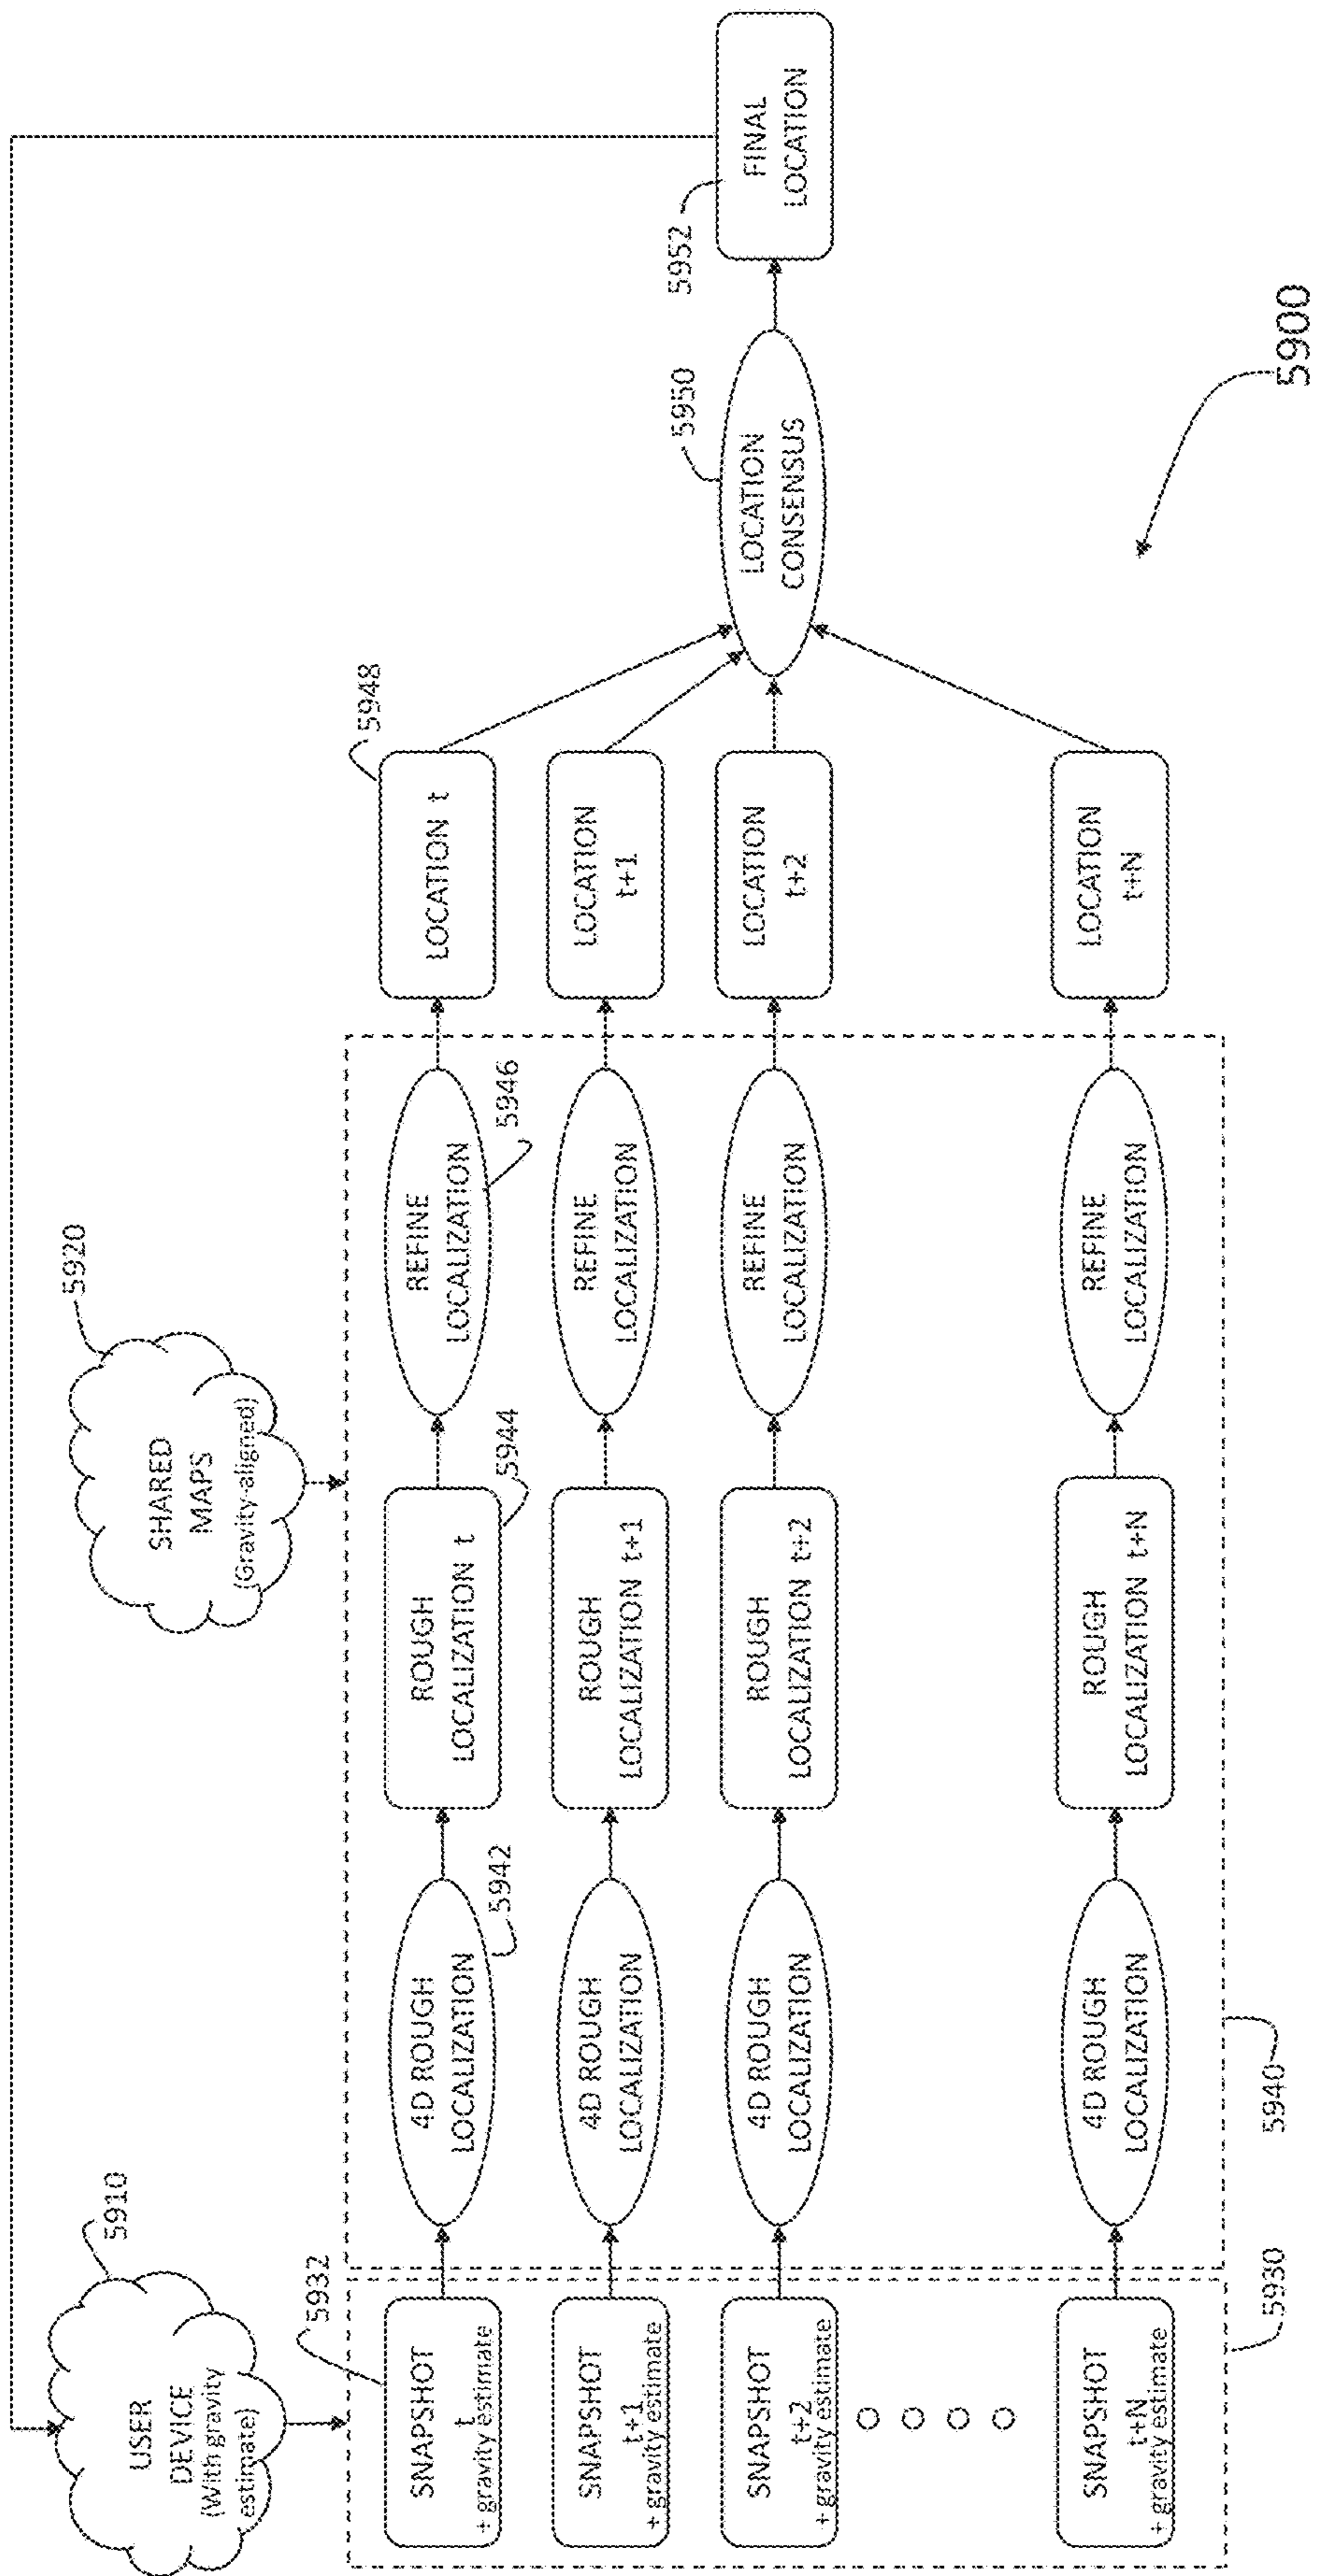 USER
DEVICE
(With gravity
estimate)
5910
SHARED
MAPS
(Gravity-aligned)
5920
5932
SNAPSHOT
t
+ gravity estimate
4D ROUGH
LOCALIZATION
5942
ROUGH
LOCALIZATION t
5944
REFINE
LOCALIZATION
5946
LOCATION t
5948
SNAPSHOT
t+1
+ gravity estimate
4D ROUGH
LOCALIZATION
ROUGH
LOCALIZATION t+1
REFINE
LOCALIZATION
LOCATION
t+1
SNAPSHOT
t+2
+ gravity estimate
4D ROUGH
LOCALIZATION
ROUGH
LOCALIZATION t+2
REFINE
LOCALIZATION
LOCATION
t+2
LOCATION
CONSENSUS
5950
FINAL
LOCATION
5952
SNAPSHOT
t+N
+ gravity estimate
4D ROUGH
LOCALIZATION
ROUGH
LOCALIZATION t+N
REFINE
LOCALIZATION
LOCATION
t+N
5930
5940
5900